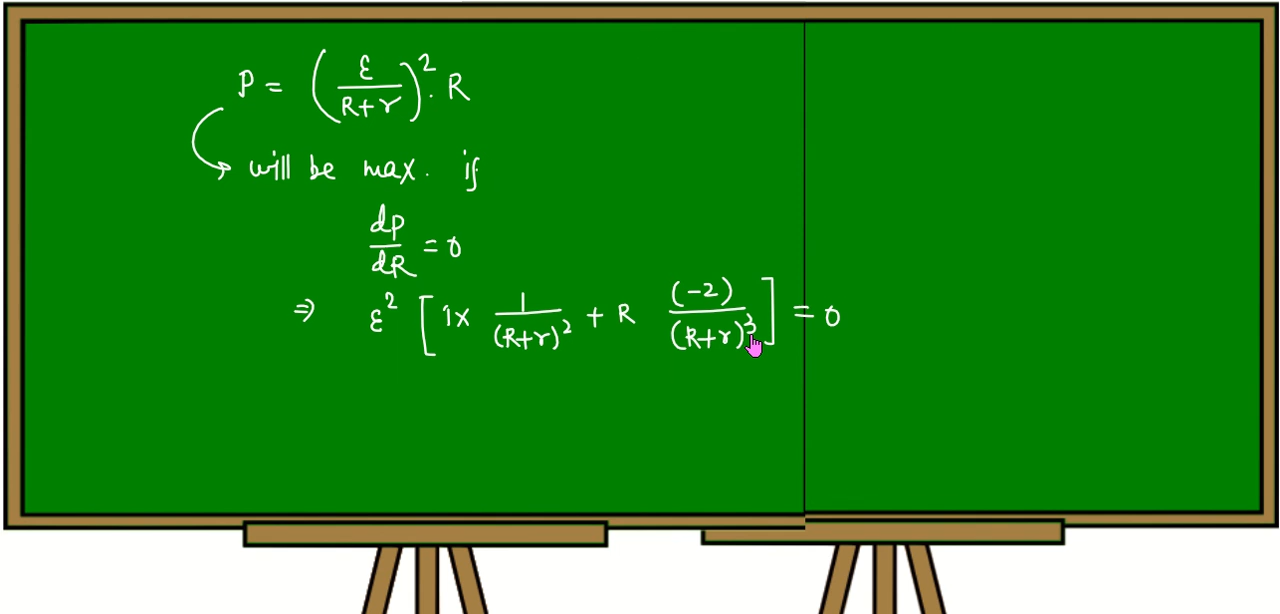 P = (ε/(R+r))². R
will be max. if
dP/dR = 0
⇒ ε² [1× 1/(R+r)² + R (-2)/(R+r)³] = 0